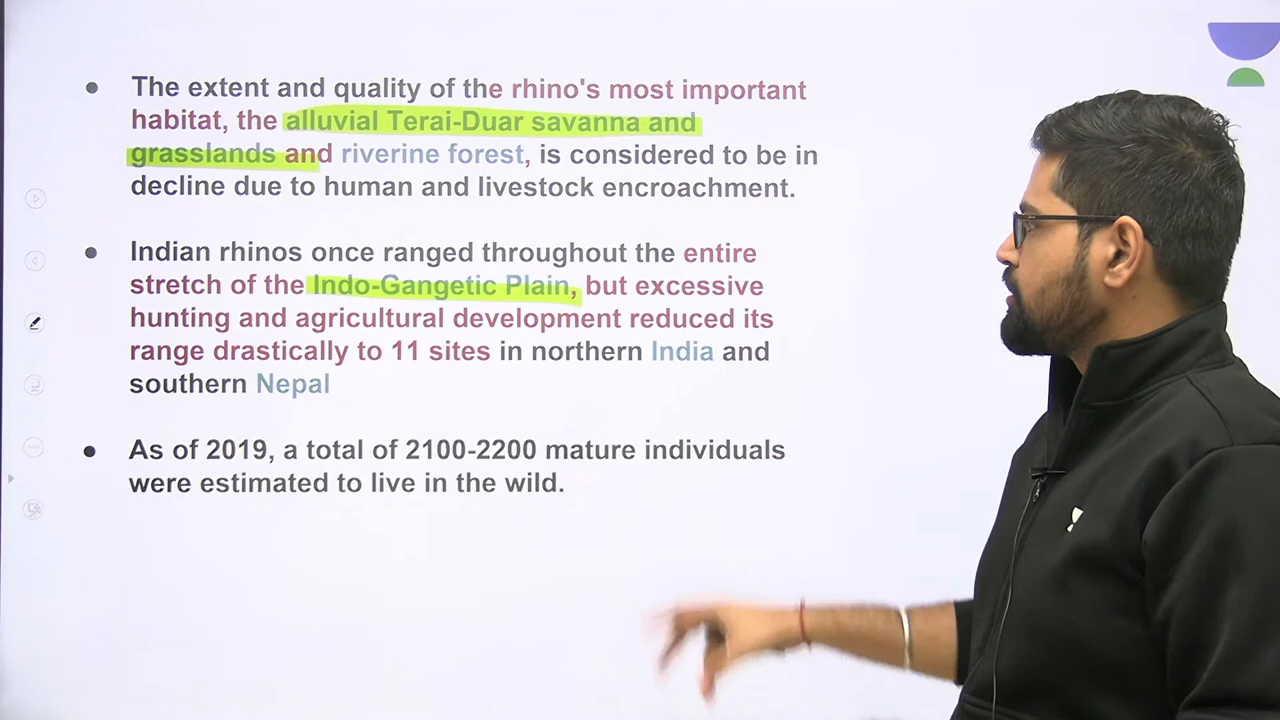 The extent and quality of the rhino's most important
habitat, the alluvial Terai-Duar savanna and
grasslands and riverine forest, is considered to be in
decline due to human and livestock encroachment.
Indian rhinos once ranged throughout the entire
stretch of the Indo-Gangetic Plain, but excessive
hunting and agricultural development reduced its
range drastically to 11 sites in northern India and
southern Nepal
As of 2019, a total of 2100-2200 mature individuals
were estimated to live in the wild.